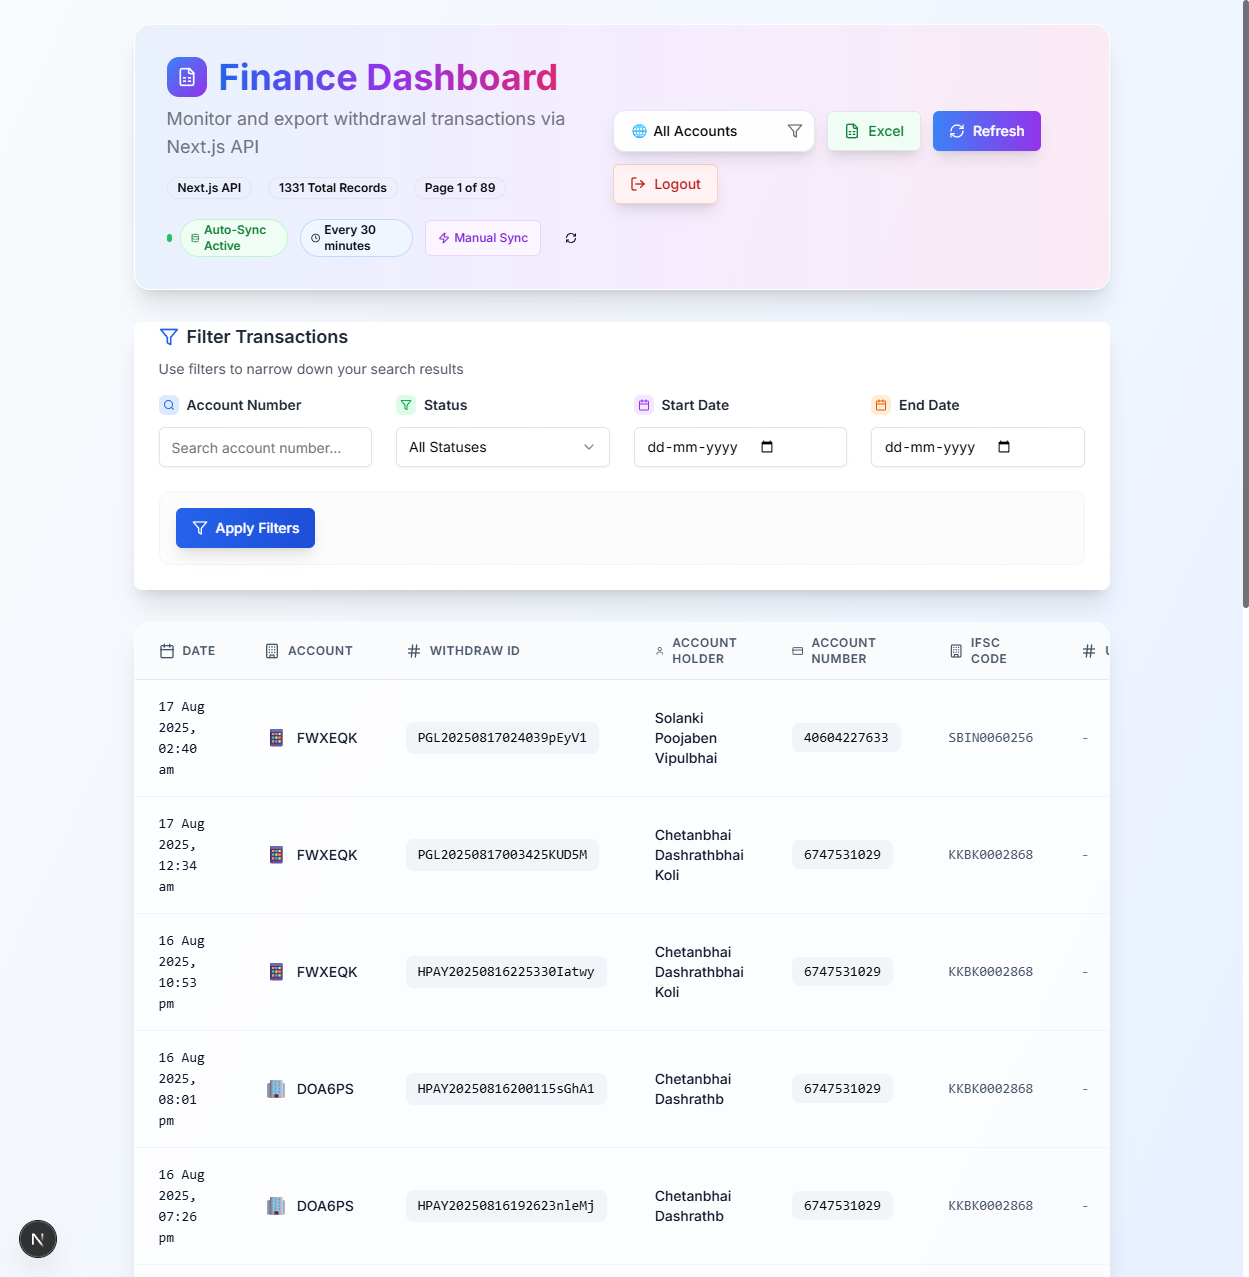 Finance Dashboard
Monitor and export withdrawal transactions via
Next.js API
Next.js API
1331 Total Records
Page 1 of 89
Auto-Sync
Active
Every 30
minutes
Manual Sync
All Accounts
Excel
Refresh
Logout
Filter Transactions
Use filters to narrow down your search results
Account Number
Status
Start Date
End Date
Search account number...
All Statuses
dd-mm-yyyy
dd-mm-yyyy
Apply Filters
DATE
ACCOUNT
WITHDRAW ID
ACCOUNT
HOLDER
ACCOUNT
NUMBER
IFSC
CODE
17 Aug
2025,
02:40
am
FWXEQK
PGL20250817024039pEyV1
Solanki
Poojaben
Vipulbhai
40604227633
SBIN0060256
-
17 Aug
2025,
12:34
am
FWXEQK
PGL20250817003425KUD5M
Chetanbhai
Dashrathbhai
Koli
6747531029
KKBK0002868
-
16 Aug
2025,
10:53
pm
FWXEQK
HPAY20250816225330Iatwy
Chetanbhai
Dashrathbhai
Koli
6747531029
KKBK0002868
-
16 Aug
2025,
08:01
pm
DOA6PS
HPAY20250816200115sGhA1
Chetanbhai
Dashrathb
6747531029
KKBK0002868
-
16 Aug
2025,
07:26
pm
DOA6PS
HPAY20250816192623nleMj
Chetanbhai
Dashrathb
6747531029
KKBK0002868
-
N